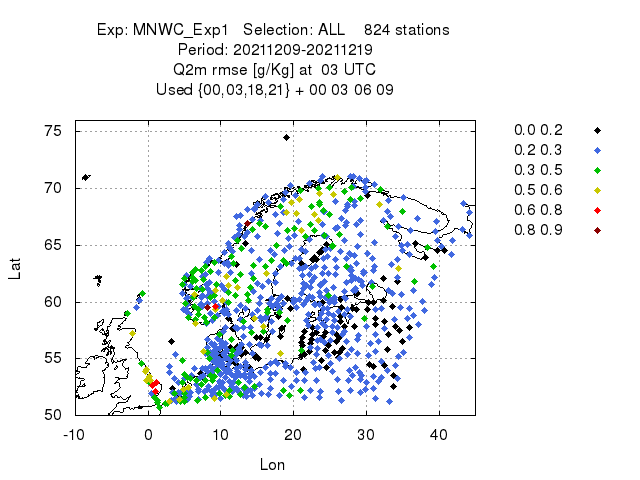 Exp: MNWC_Exp1 Selection: ALL 824 stations
Period: 20211209-20211219
Q2m rmse [g/Kg] at 03 UTC
Used {00,03,18,21} + 00 03 06 09
75
70
65
60
55
50
Lat
-10 0 10 20 30 40
Lon
0.0 0.2
0.2 0.3
0.3 0.5
0.5 0.6
0.6 0.8
0.8 0.9